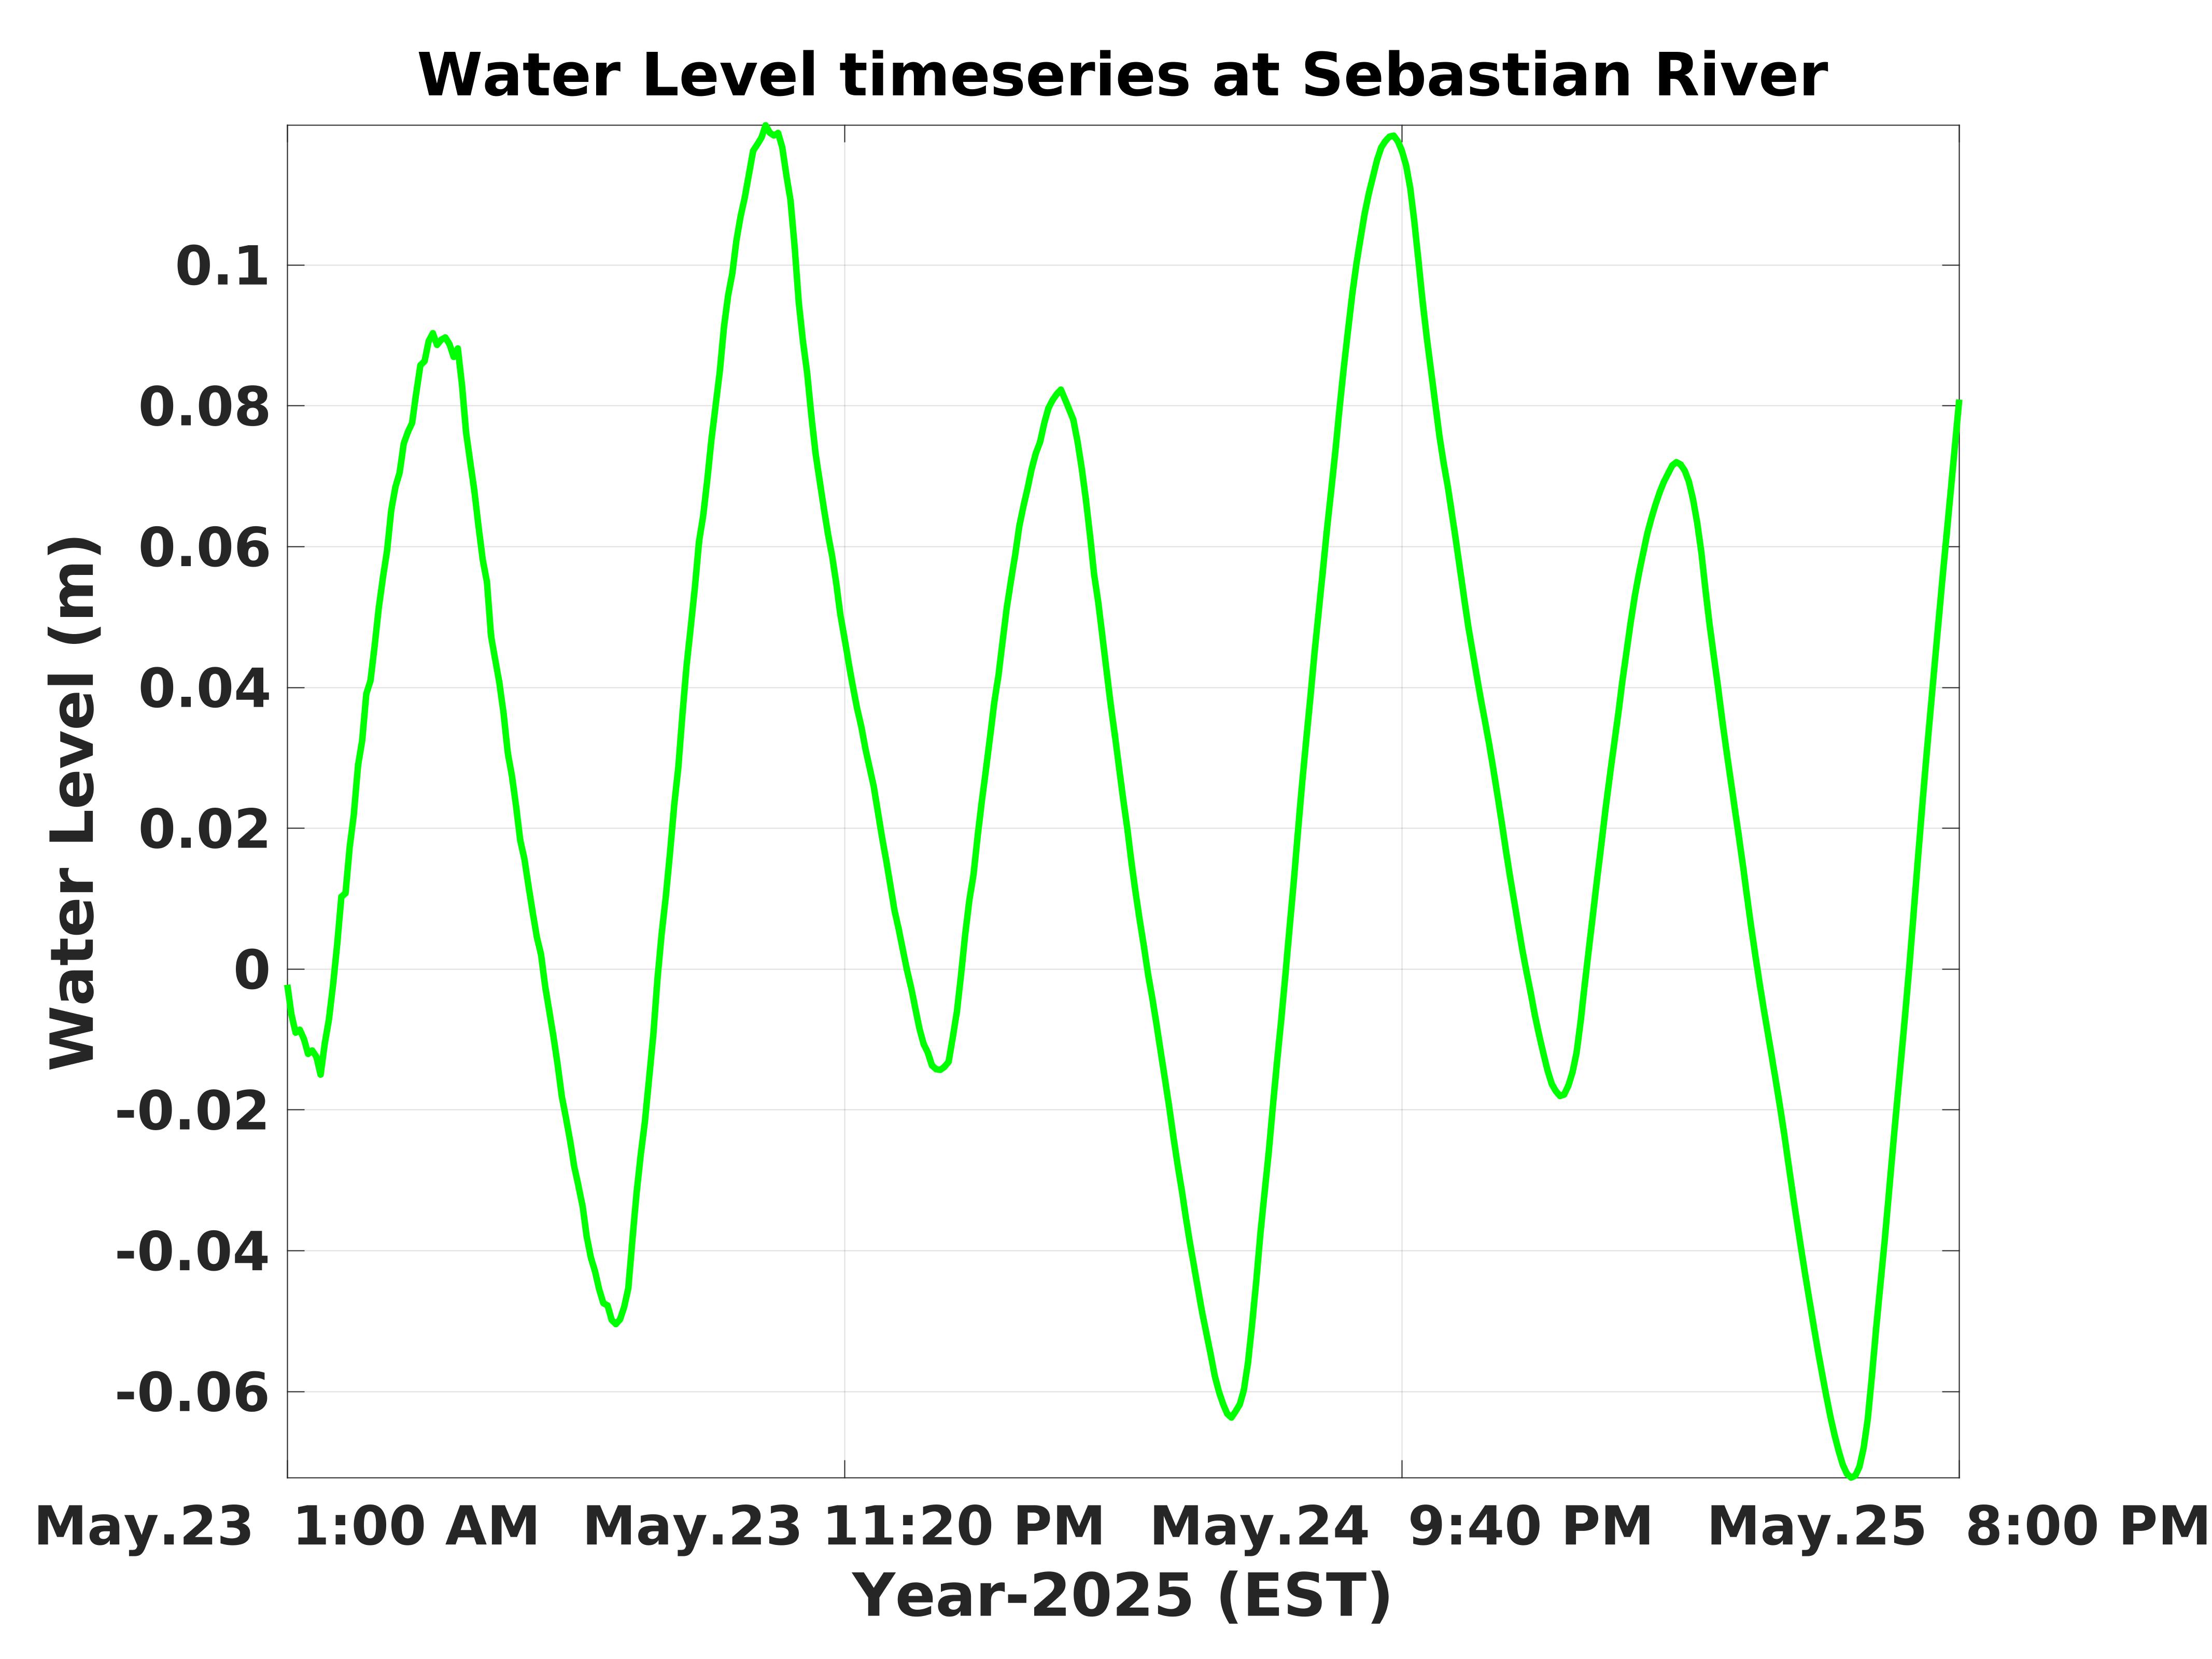 Water Level timeseries at Sebastian River
Water Level (m)
0.1
0.08
0.06
0.04
0.02
0
-0.02
-0.04
-0.06
May.23 1:00 AM May.23 11:20 PM May.24 9:40 PM May.25 8:00 PM
Year-2025 (EST)